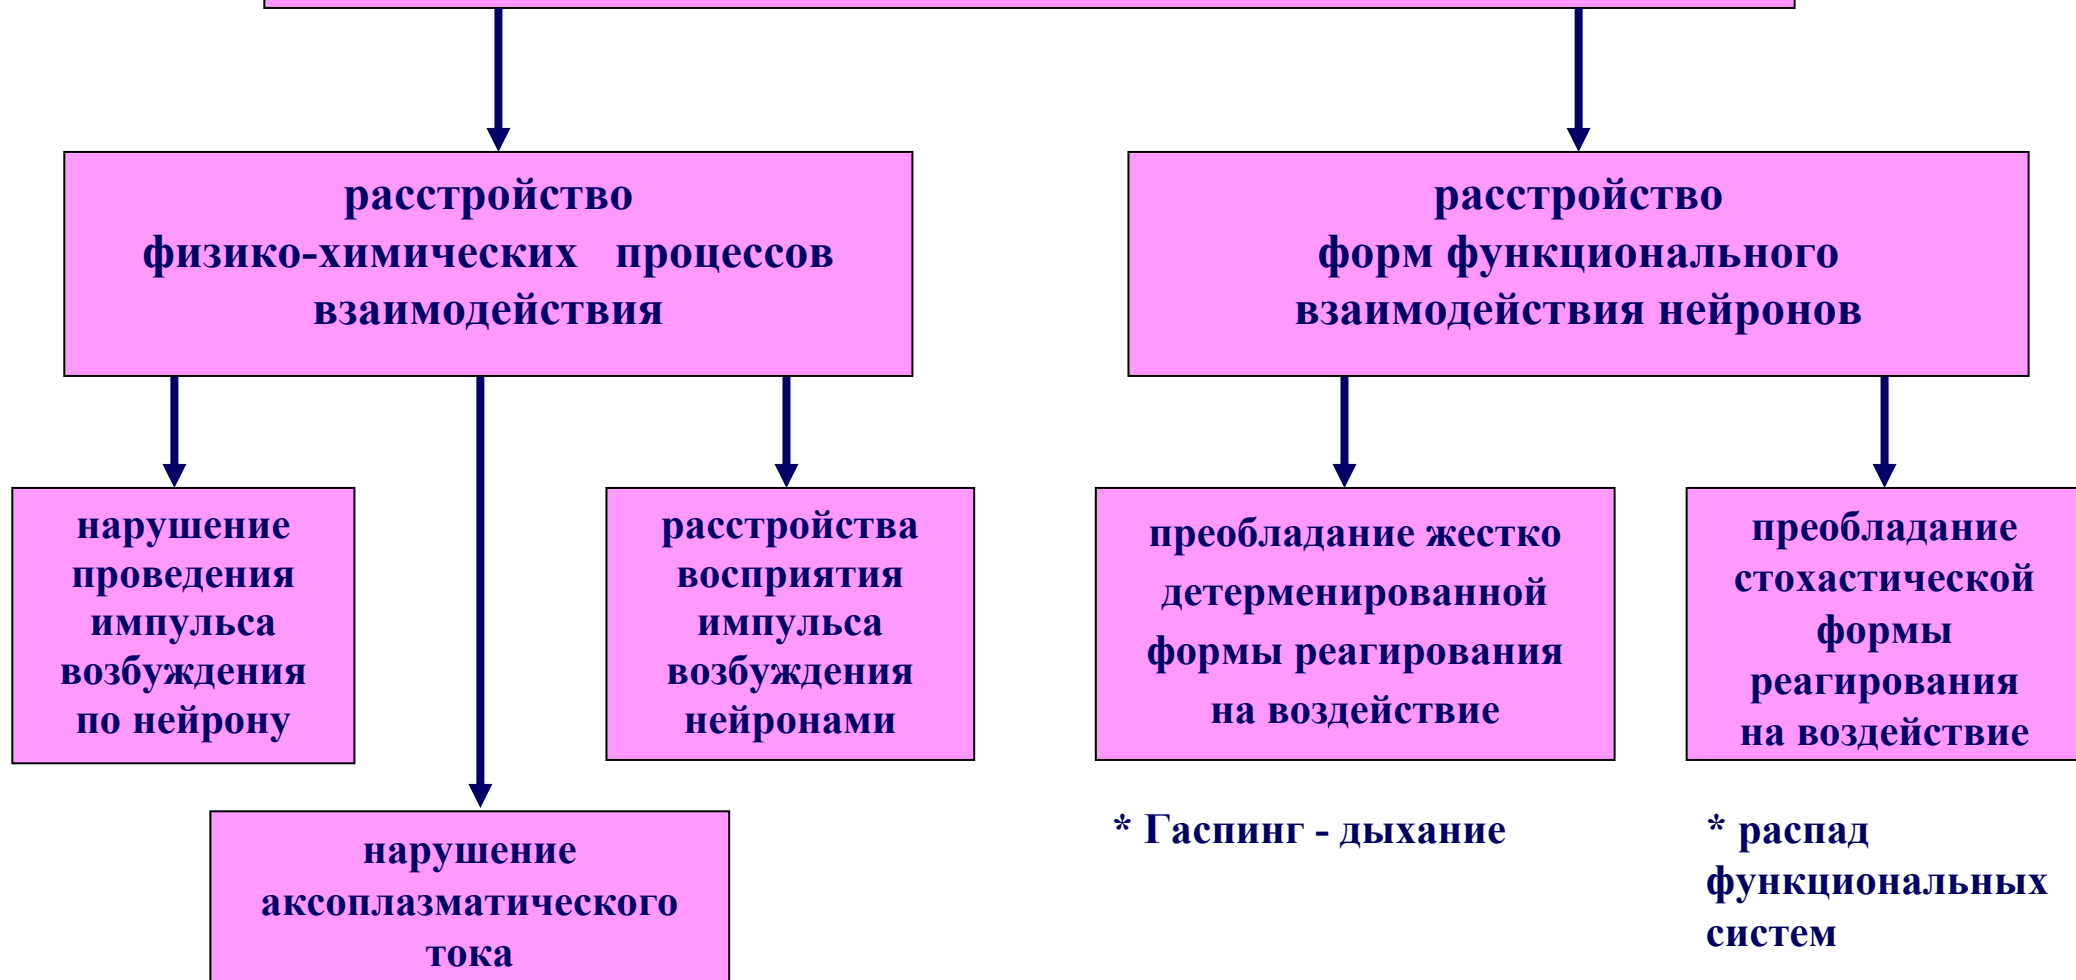 расстройство
физико-химических процессов
взаимодействия
расстройство
форм функционального
взаимодействия нейронов
нарушение
проведения
импульса
возбуждения
по нейрону
расстройства
восприятия
импульса
возбуждения
нейронами
преобладание жестко
детерменированной
формы реагирования
на воздействие
преобладание
стохастической
формы
реагирования
на воздействие
нарушение
аксоплазматического
тока
* Гаспинг - дыхание
* распад
функциональных
систем